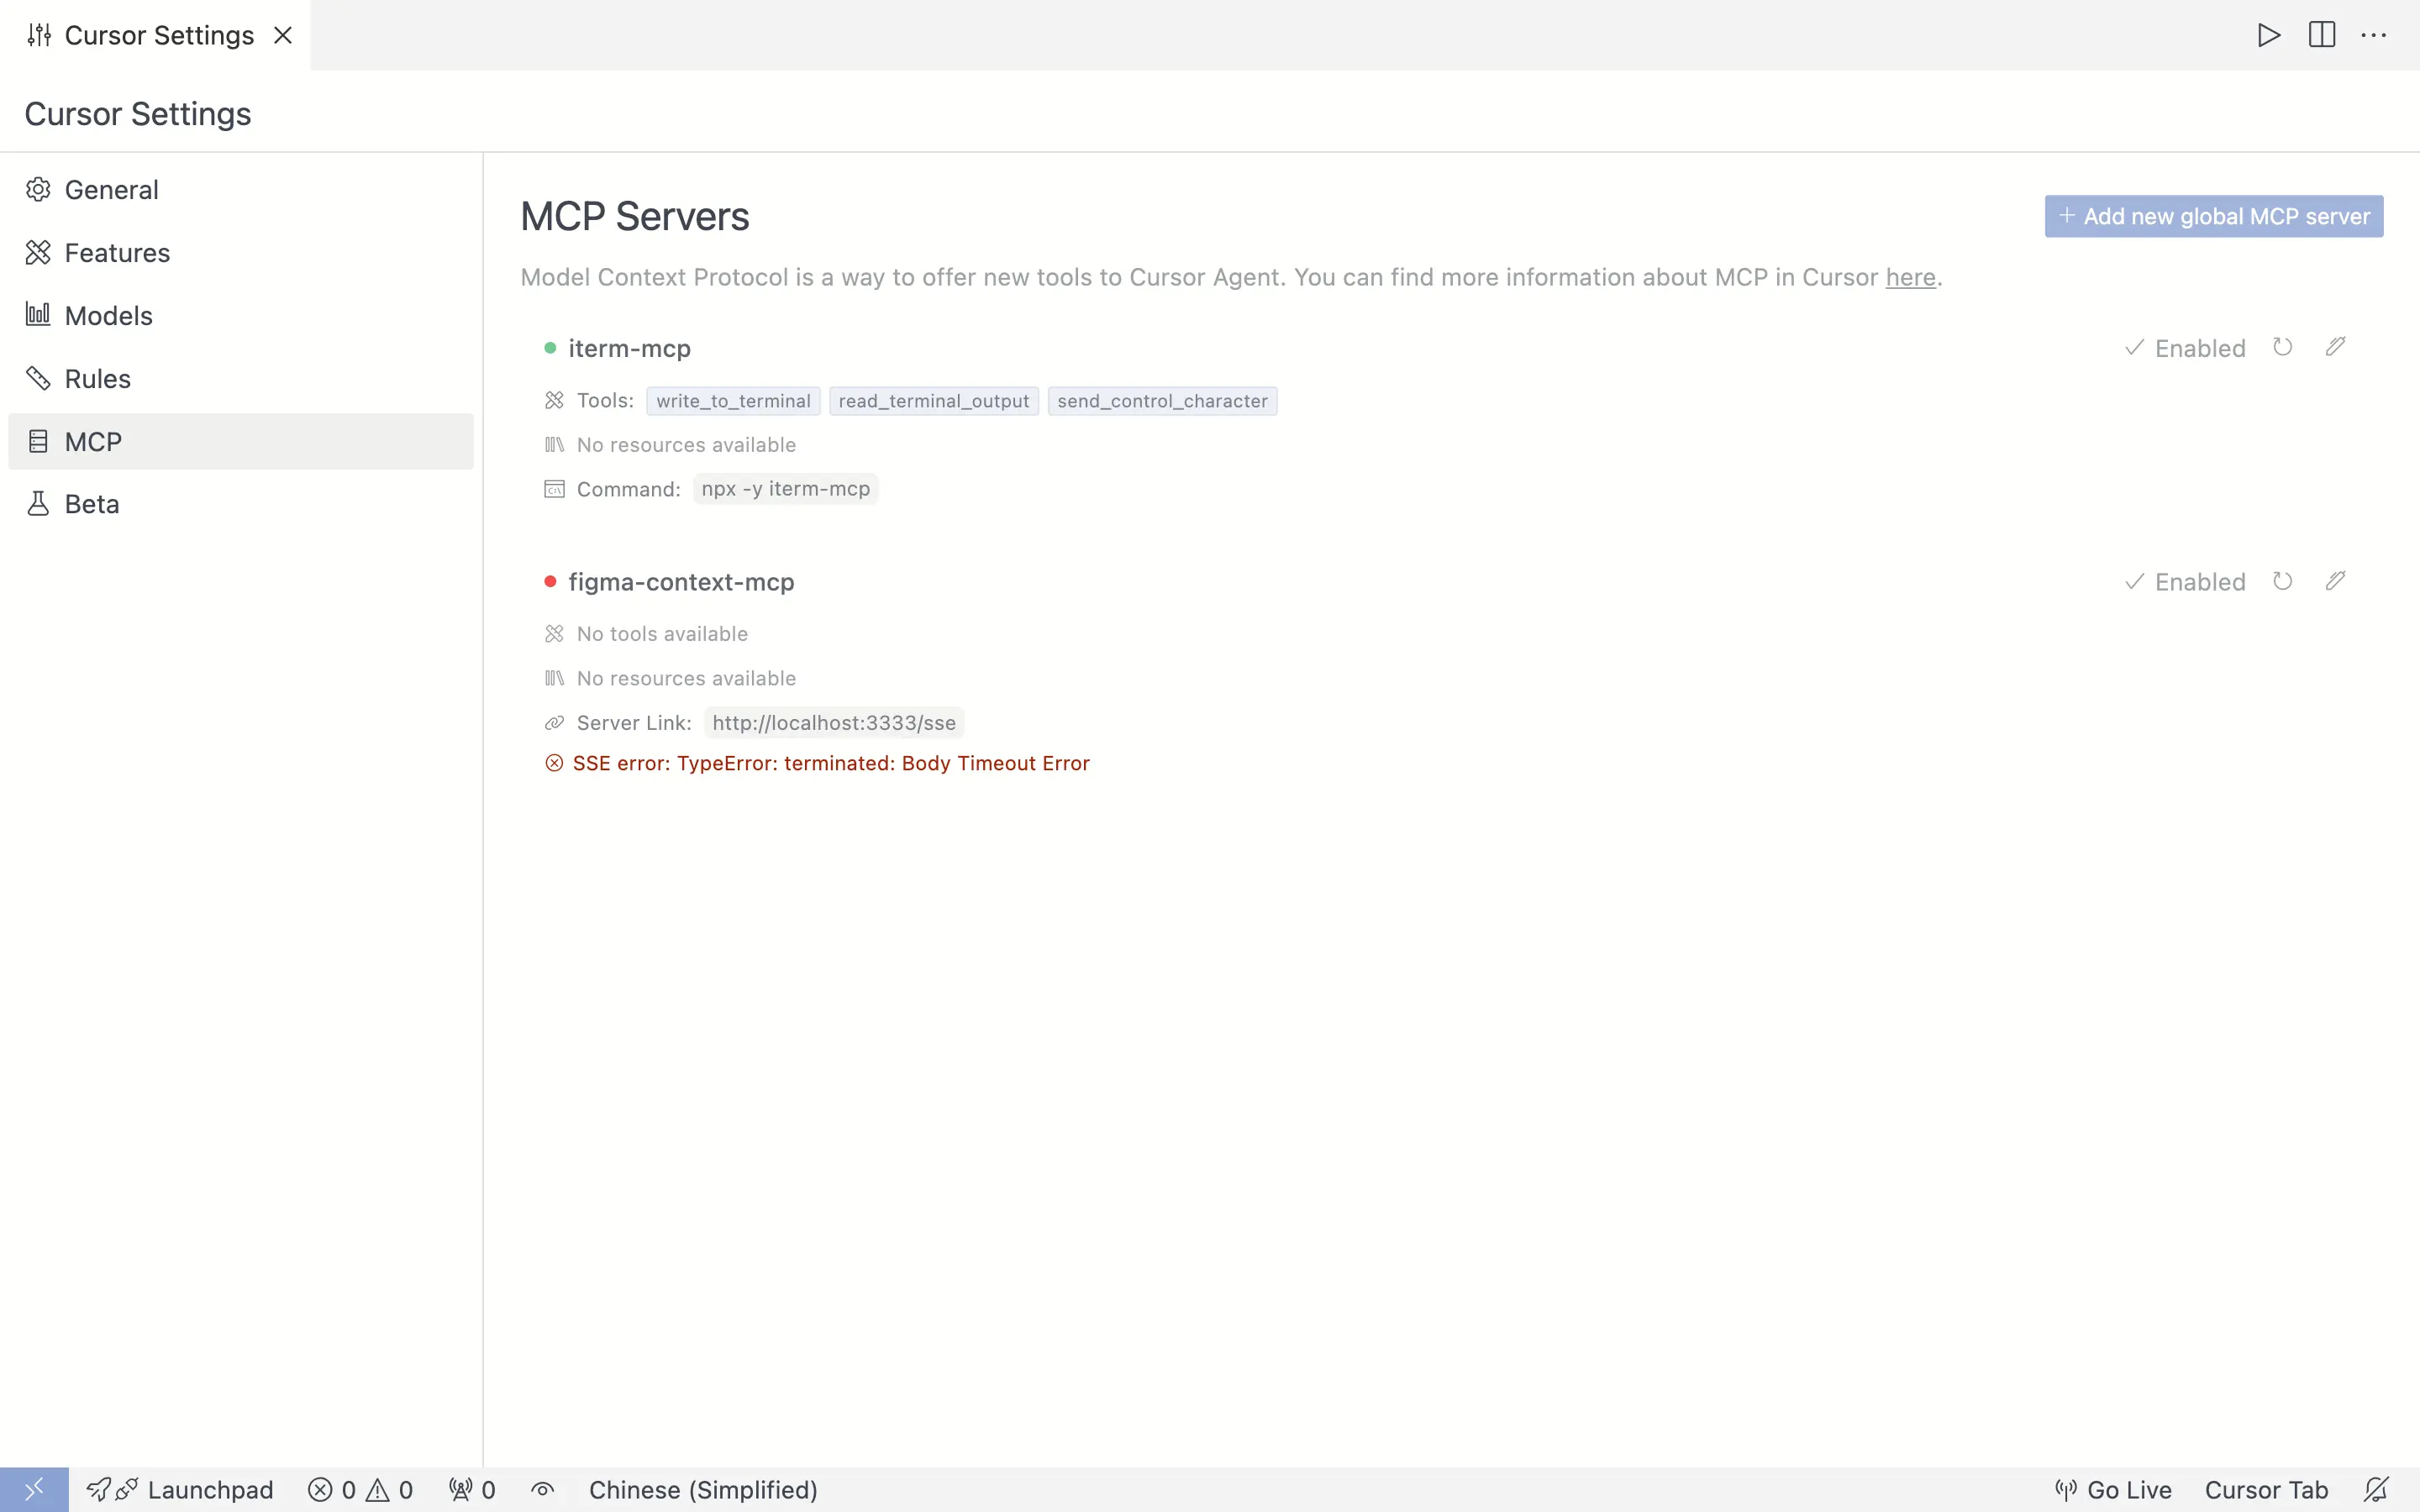 Cursor Settings
Cursor Settings
General
Features
Models
Rules
MCP
Beta
MCP Servers
Add new global MCP server
Model Context Protocol is a way to offer new tools to Cursor Agent. You can find more information about MCP in Cursor here.
iterm-mcp
Enabled
Tools: write_to_terminal read_terminal_output send_control_character
No resources available
Command: npx -y iterm-mcp
figma-context-mcp
Enabled
No tools available
No resources available
Server Link: http://localhost:3333/sse
SSE error: TypeError: terminated: Body Timeout Error
Launchpad 0 0 0 Chinese (Simplified) Go Live Cursor Tab